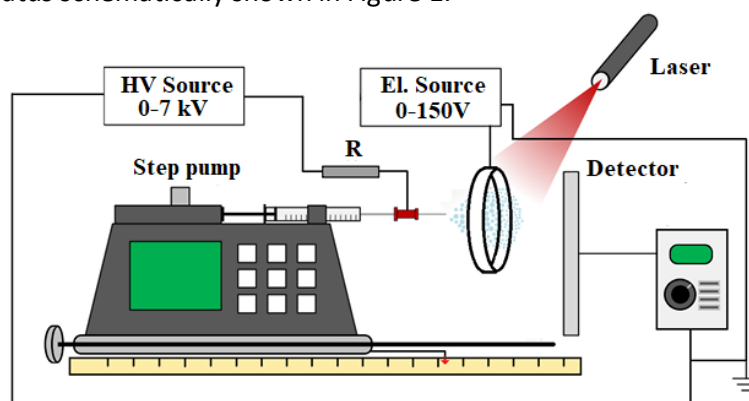 HV Source
0-7 kV
El. Source
0-150V
Laser
R
Step pump
Detector